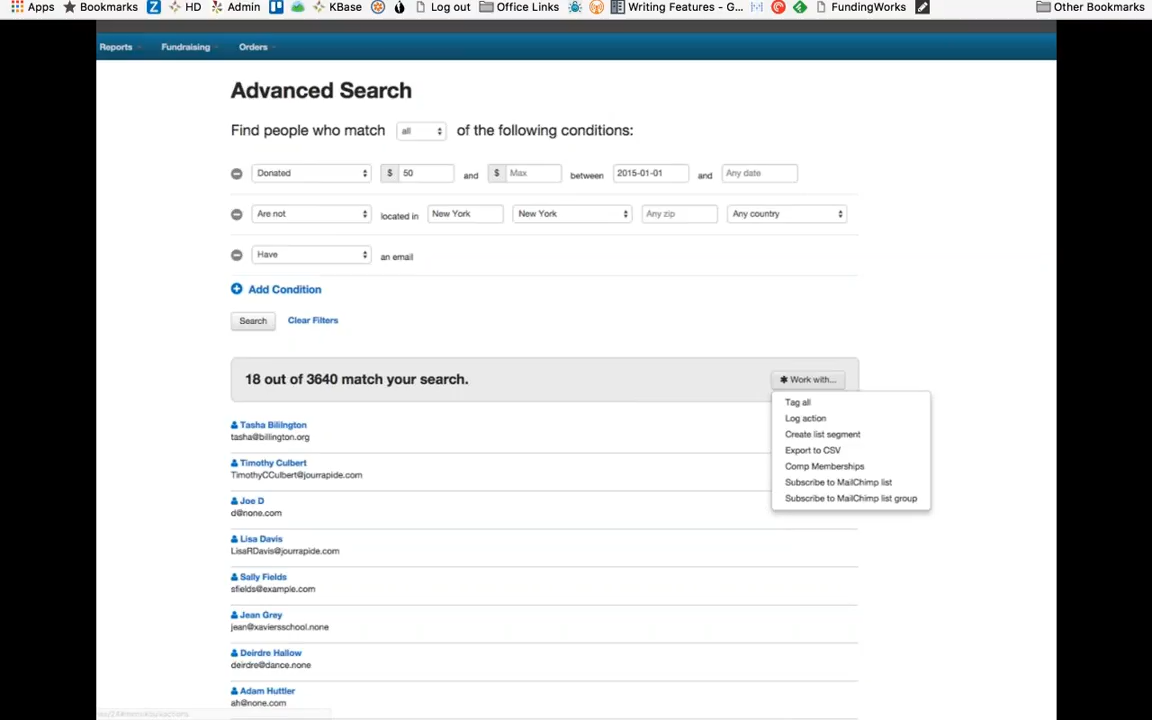 Apps Bookmarks Z HD Admin KBase Log out Office Links Writing Features - G... FundingWorks Other Bookmarks
Reports Fundraising Orders
Advanced Search
Find people who match all of the following conditions:
Donated $ 50 and $ Max between 2015-01-01 and Any date
Are not located in New York New York Any zip Any country
Have an email
Add Condition
Search Clear Filters
18 out of 3640 match your search.
Work with...
Tag all
Log action
Create list segment
Export to CSV
Comp Memberships
Subscribe to MailChimp list
Subscribe to MailChimp list group
Tasha Bilington
tasha@billington.org
Timothy Culbert
TimothyCCulbert@jourrapide.com
Joe D
d@none.com
Lisa Davis
LisaRDavis@jourrapide.com
Sally Fields
sfields@example.com
Jean Grey
jean@xaviersschool.none
Deirdre Hallow
deirdre@dance.none
Adam Huttler
ah@none.com